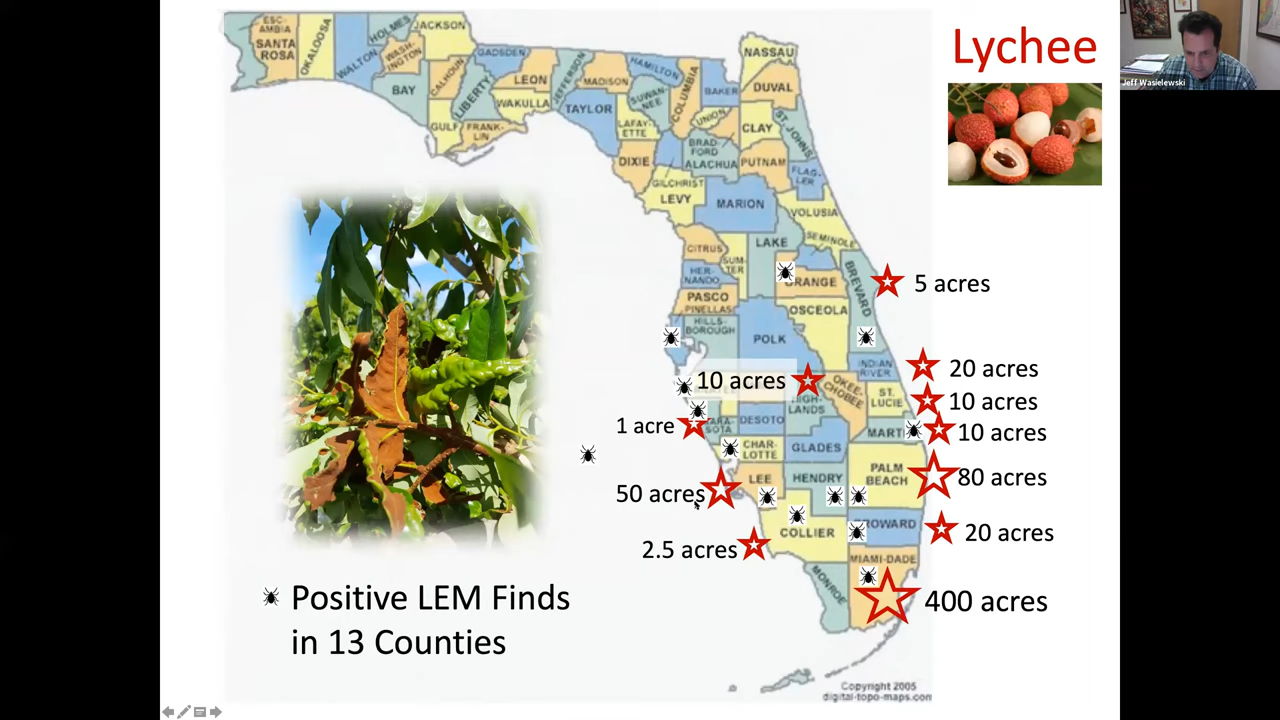 ESC-
AMBIA
SANTA
ROSA
OKALOOSA
WALTON
HOLMES
JACKSON
WASH-
INGTON
BAY
CALHOUN
GULF
LIBERTY
GADSDEN
LEON
WAKULLA
FRANK-
LIN
JEFFERSON
MADISON
TAYLOR
HAMILTON
SUWAN-
NEE
LAFAY-
ETTE
DIXIE
COLUMBIA
BAKER
UNION
BRAD-
FORD
ALACHUA
GILCHRIST
LEVY
NASSAU
DUVAL
CLAY
ST. JOHNS
PUTNAM
FLAG-
LER
MARION
VOLUSIA
CITRUS
SUM-
TER
LAKE
SEMINOLE
HER-
NANDO
ORANGE
BREVARD
PASCO
PINELLAS
HILLS-
BOROUGH
OSCEOLA
POLK
INDIAN
RIVER
OKEE-
CHOBEE
ST.
LUCIE
HIGH-
LANDS
DESOTO
CHAR-
LOTTE
GLADES
LEE
HENDRY
PALM
BEACH
COLLIER
BROWARD
MIAMI-DADE
MONROE
Lychee
Jeff Wasielewski
5 acres
20 acres
10 acres
10 acres
10 acres
1 acre
80 acres
50 acres
20 acres
2.5 acres
400 acres
Positive LEM Finds
in 13 Counties
Copyright 2005
digital-topo-maps.com